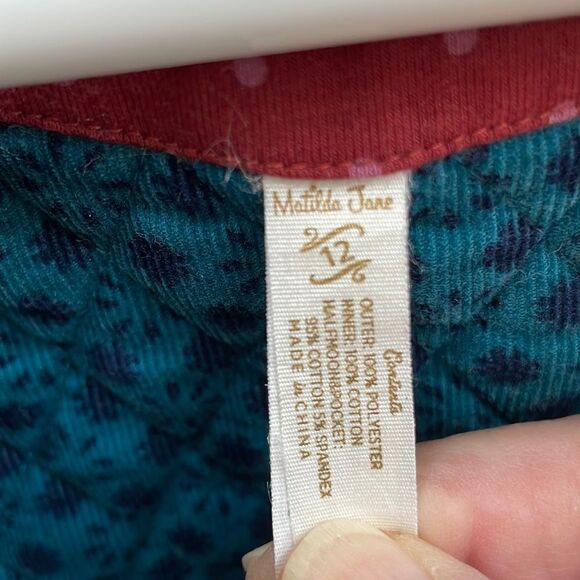 Matilda Jane
12
Contents
OUTER: 100% POLYESTER
INNER: 100% COTTON
HALFMOON/POCKET:
95% COTTON 5% SPANDEX
MADE in CHINA